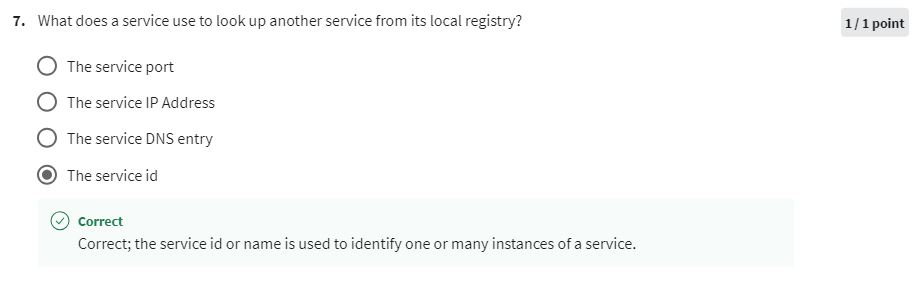 7. What does a service use to look up another service from its local registry?
1 / 1 point
The service port
The service IP Address
The service DNS entry
The service id
Correct
Correct; the service id or name is used to identify one or many instances of a service.